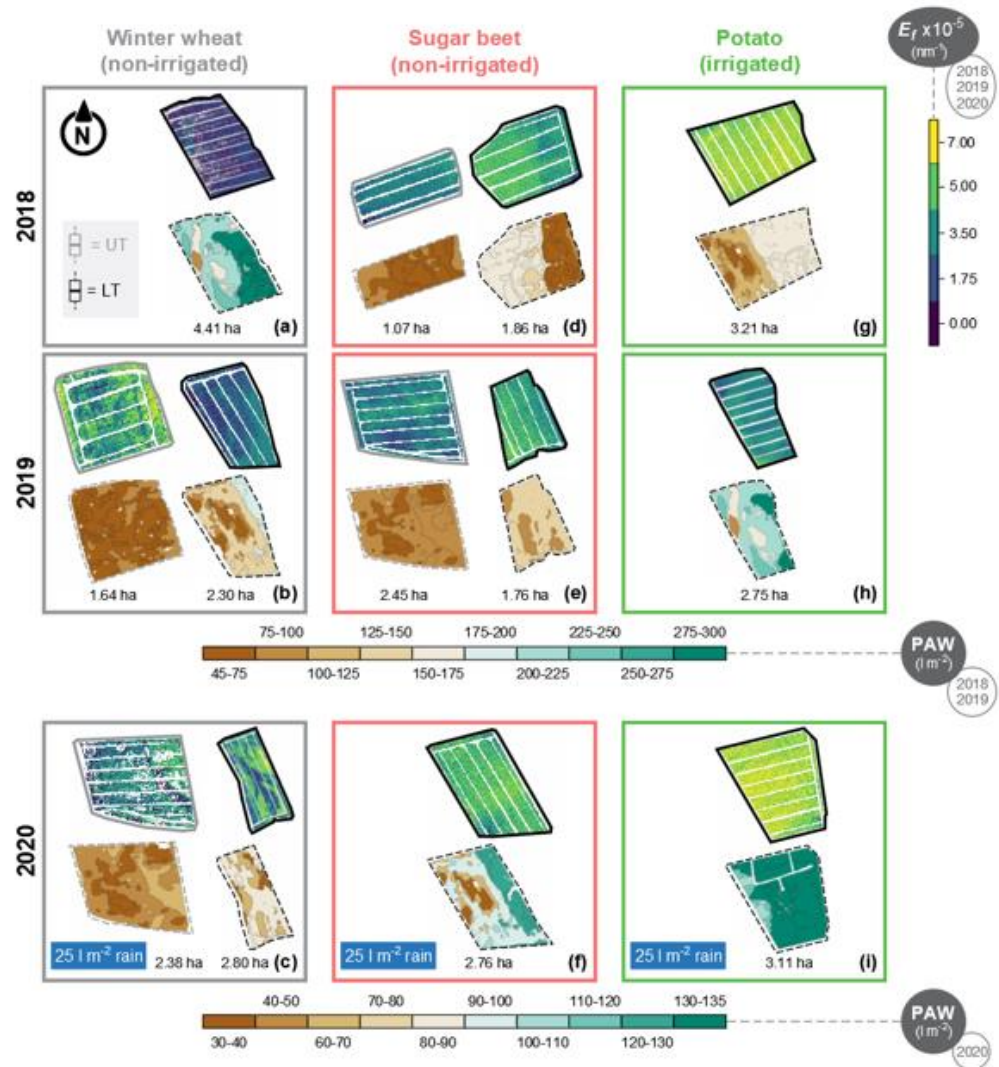 Winter wheat
(non-irrigated)
Sugar beet
(non-irrigated)
Potato
(irrigated)
E_f x10⁻⁵
(nm⁻¹)
2018
2019
2020
7.00
5.00
3.50
1.75
0.00
2018
N
= UT
= LT
4.41 ha (a)
1.07 ha 1.86 ha (d)
3.21 ha (g)
2019
1.64 ha 2.30 ha (b)
2.45 ha 1.76 ha (e)
2.75 ha (h)
75-100 125-150 175-200 225-250 275-300
45-75 100-125 150-175 200-225 250-275
PAW
(l m⁻²)
2018
2019
2020
25 l m⁻² rain 2.38 ha 2.80 ha (c)
25 l m⁻² rain 2.76 ha (f)
25 l m⁻² rain 3.11 ha (i)
40-50 70-80 90-100 110-120 130-135
30-40 60-70 80-90 100-110 120-130
PAW
(l m⁻²)
2020